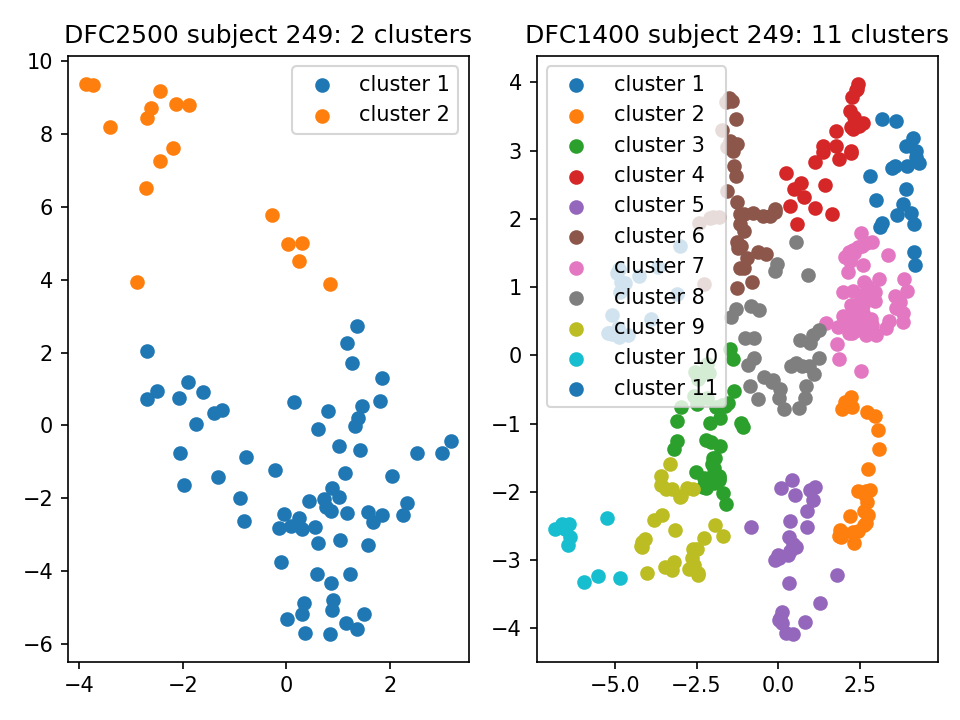 DFC2500 subject 249: 2 clusters
10
8
6
4
2
0
−2
−4
−6
−4
−2
0
2
cluster 1
cluster 2
DFC1400 subject 249: 11 clusters
4
3
2
1
0
−1
−2
−3
−4
−5.0
−2.5
0.0
2.5
cluster 1
cluster 2
cluster 3
cluster 4
cluster 5
cluster 6
cluster 7
cluster 8
cluster 9
cluster 10
cluster 11